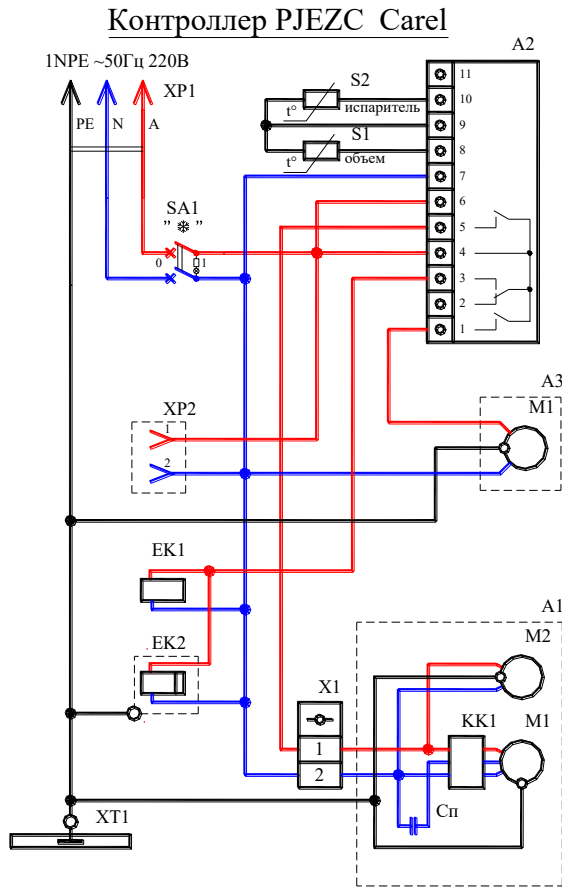 Контроллер PJEZC Carel
1NPE ~50Гц 220В
XP1
A2
PE
N
A
S2
испаритель
t°
S1
объем
t°
11
10
9
8
7
6
5
4
3
2
1
SA1
" ❄ "
0
1
XP2
1
2
A3
M1
EK1
EK2
A1
M2
X1
1
2
KK1
M1
Сп
XT1